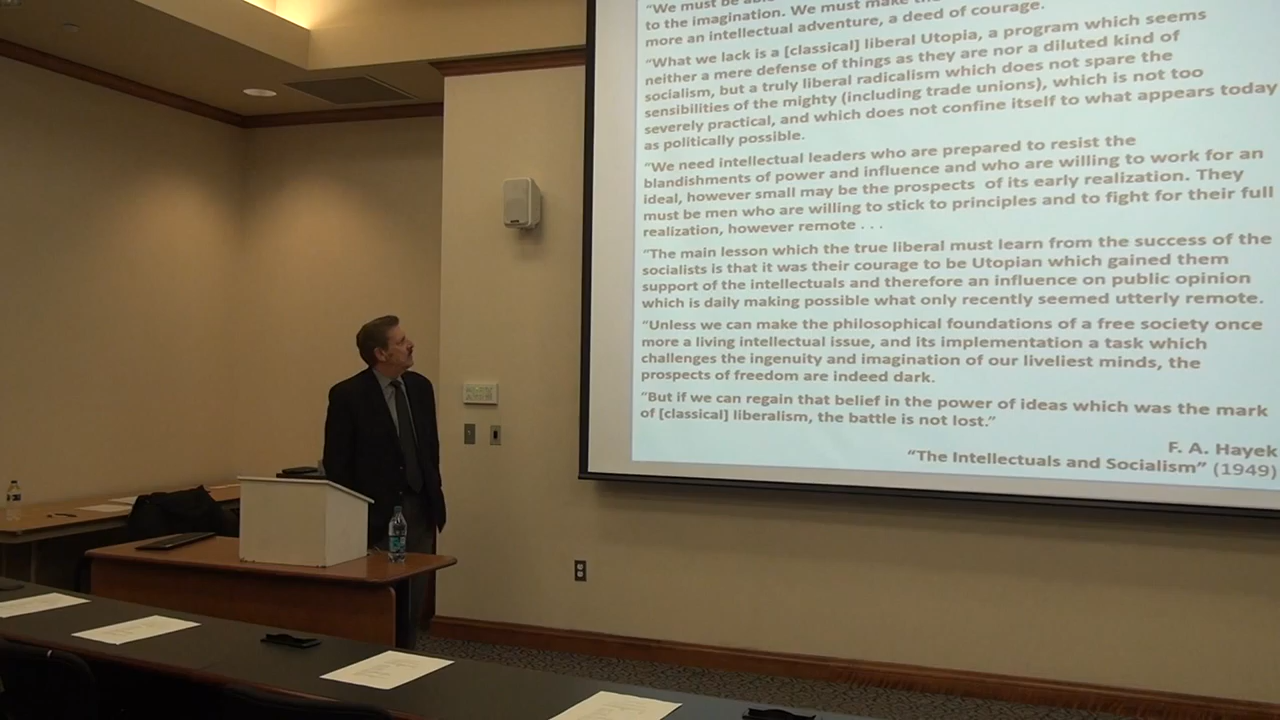 "We must be
to the imagination. We must make
more an intellectual adventure, a deed of courage.
"What we lack is a [classical] liberal Utopia, a program which seems
neither a mere defense of things as they are nor a diluted kind of
socialism, but a truly liberal radicalism which does not spare the
sensibilities of the mighty (including trade unions), which is not too
severely practical, and which does not confine itself to what appears today
as politically possible.
"We need intellectual leaders who are prepared to resist the
blandishments of power and influence and who are willing to work for an
ideal, however small may be the prospects of its early realization. They
must be men who are willing to stick to principles and to fight for their full
realization, however remote . . .
"The main lesson which the true liberal must learn from the success of the
socialists is that it was their courage to be Utopian which gained them
support of the intellectuals and therefore an influence on public opinion
which is daily making possible what only recently seemed utterly remote.
"Unless we can make the philosophical foundations of a free society once
more a living intellectual issue, and its implementation a task which
challenges the ingenuity and imagination of our liveliest minds, the
prospects of freedom are indeed dark.
"But if we can regain that belief in the power of ideas which was the mark
of [classical] liberalism, the battle is not lost."
F. A. Hayek
"The Intellectuals and Socialism" (1949)